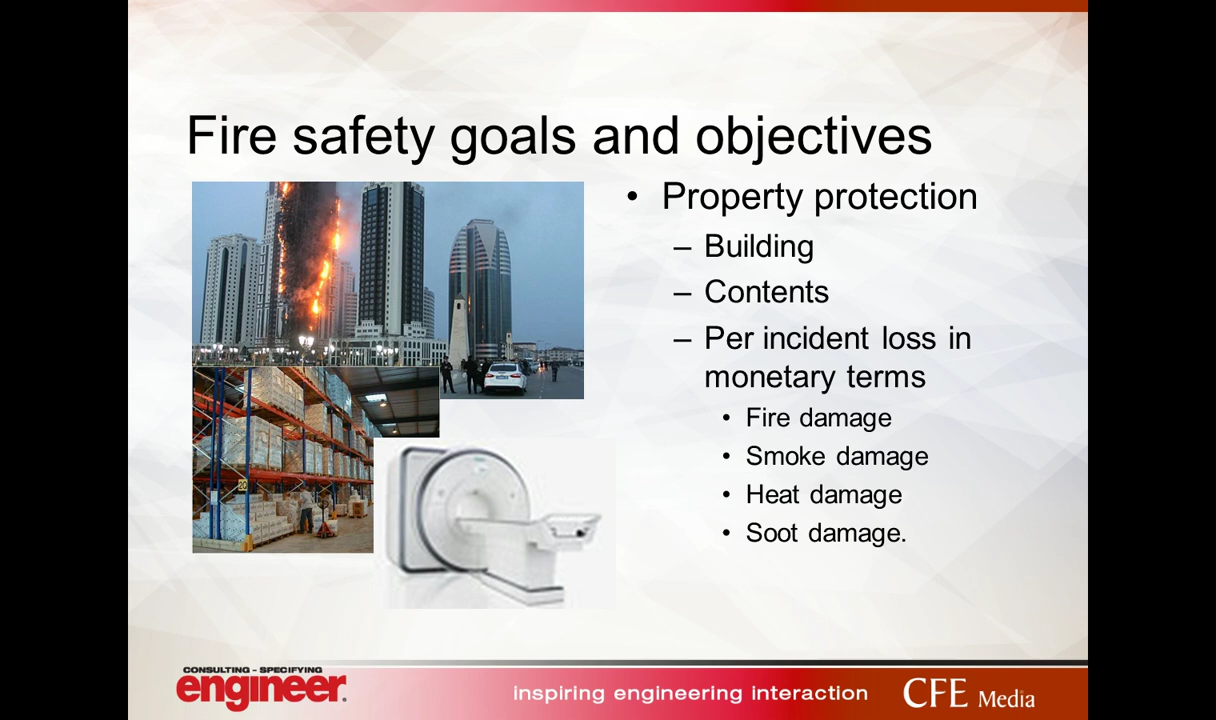 Fire safety goals and objectives
• Property protection
– Building
– Contents
– Per incident loss in
monetary terms
• Fire damage
• Smoke damage
• Heat damage
• Soot damage.
20
CONSULTING - SPECIFYING
engineer.
inspiring engineering interaction
CFE Media